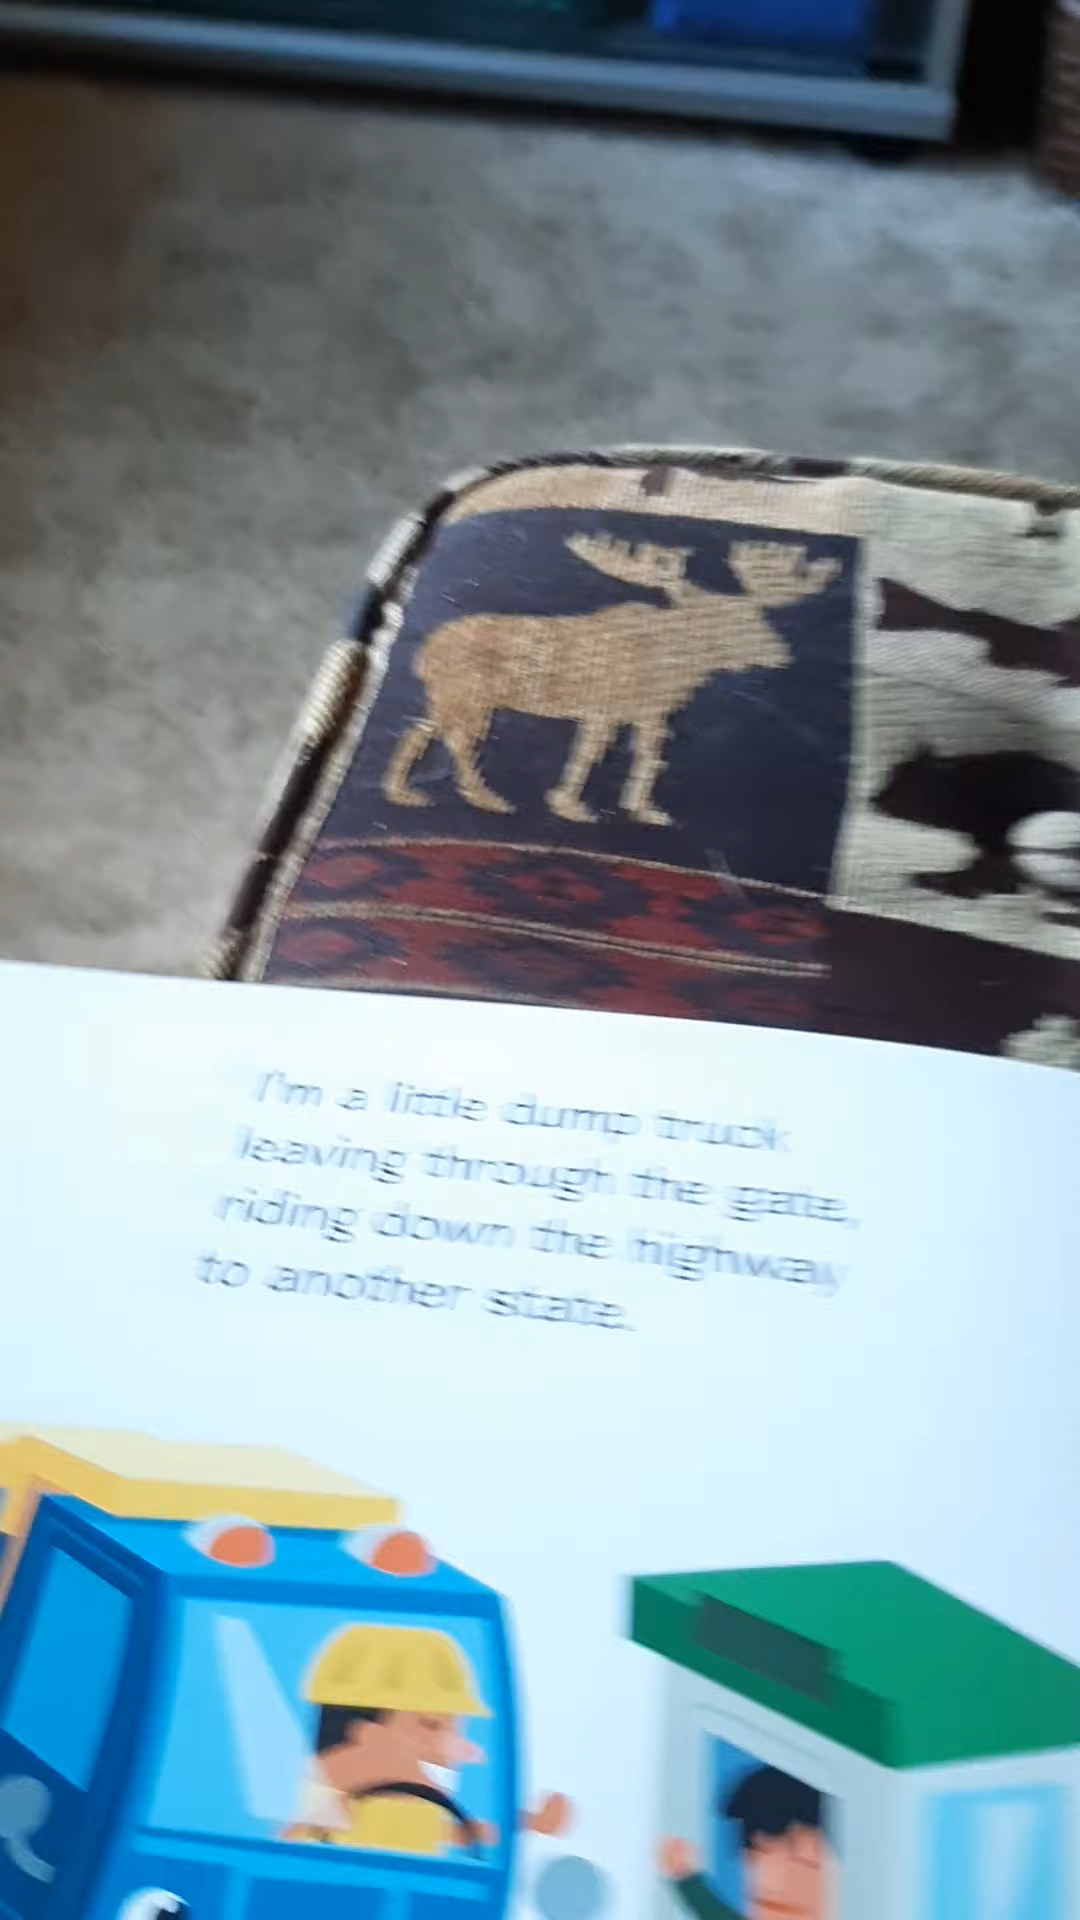 I'm a little dump truck
leaving through the gate,
riding down the highway
to another state.